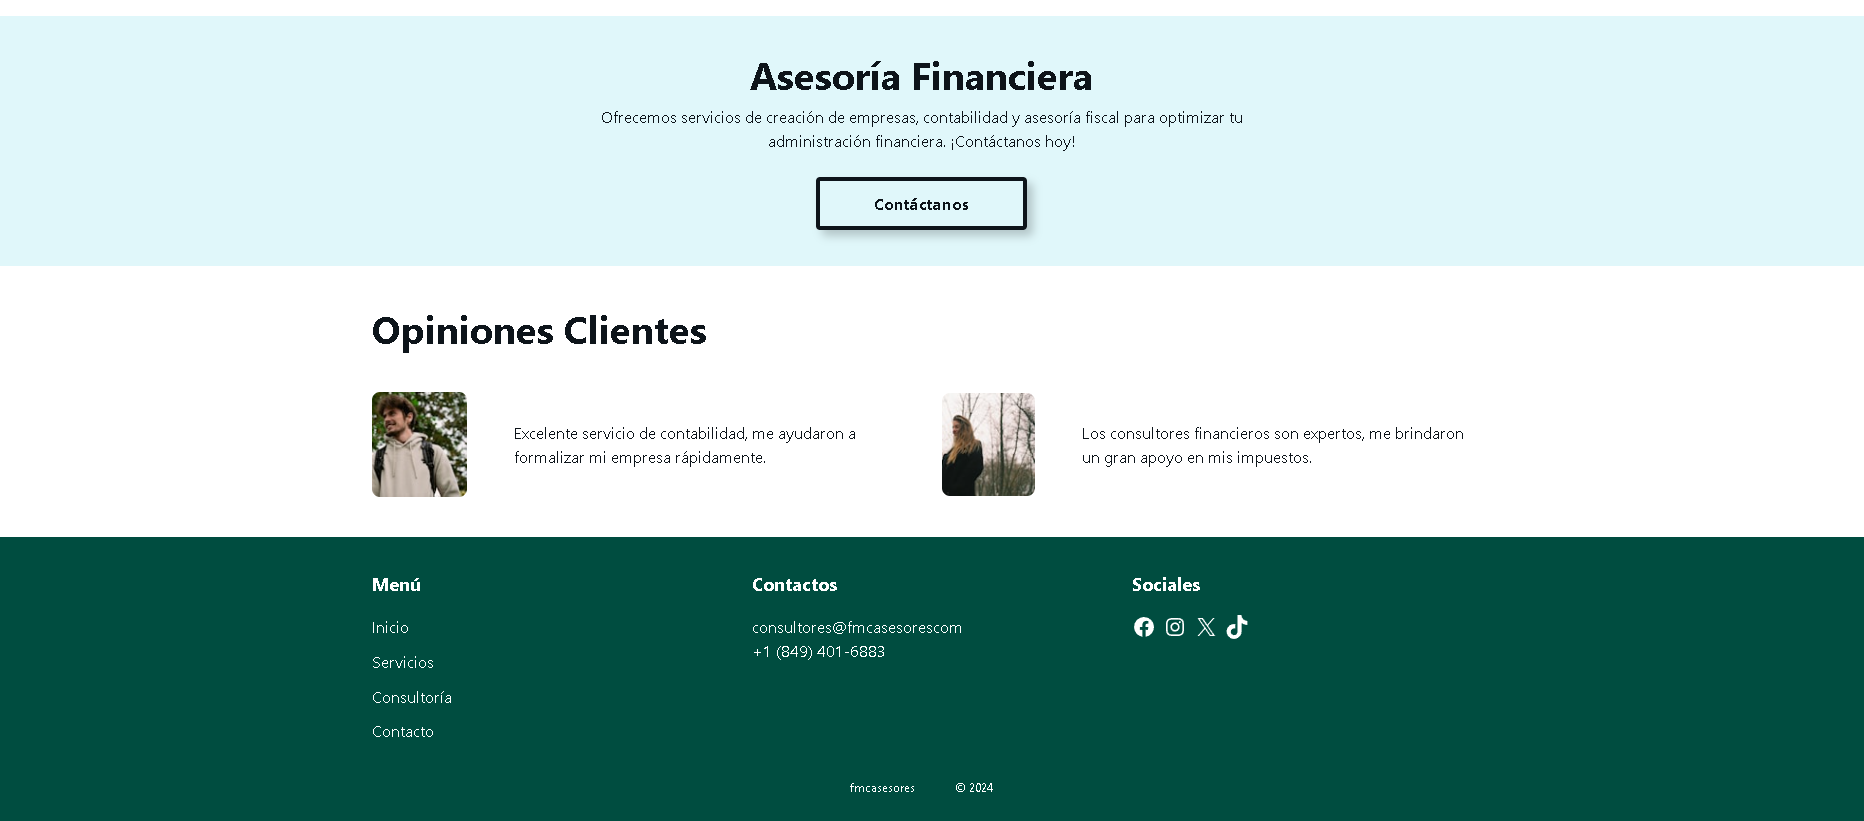 Asesoría Financiera
Ofrecemos servicios de creación de empresas, contabilidad y asesoría fiscal para optimizar tu
administración financiera. ¡Contáctanos hoy!
Contáctanos
Opiniones Clientes
Excelente servicio de contabilidad, me ayudaron a
formalizar mi empresa rápidamente.
Los consultores financieros son expertos, me brindaron
un gran apoyo en mis impuestos.
Menú
Inicio
Servicios
Consultoría
Contacto
Contactos
consultores@fmcasesorescom
+1 (849) 401-6883
Sociales
fmcasesores © 2024